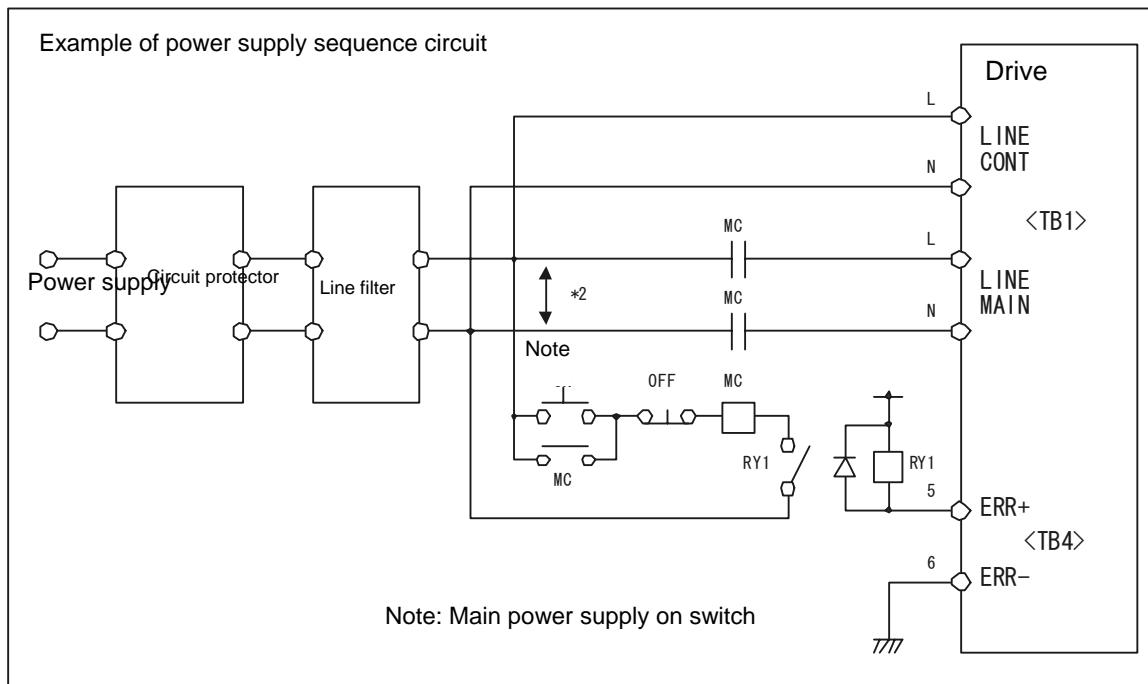 Example of power supply sequence circuit
Drive
L
LINE
CONT
N
<TB1>
MC
L
Power supply
Circuit protector
Line filter
*2
MC
LINE
MAIN
N
Note
OFF
MC
MC
RY1
RY1
5
ERR+
<TB4>
6
ERR-
Note: Main power supply on switch